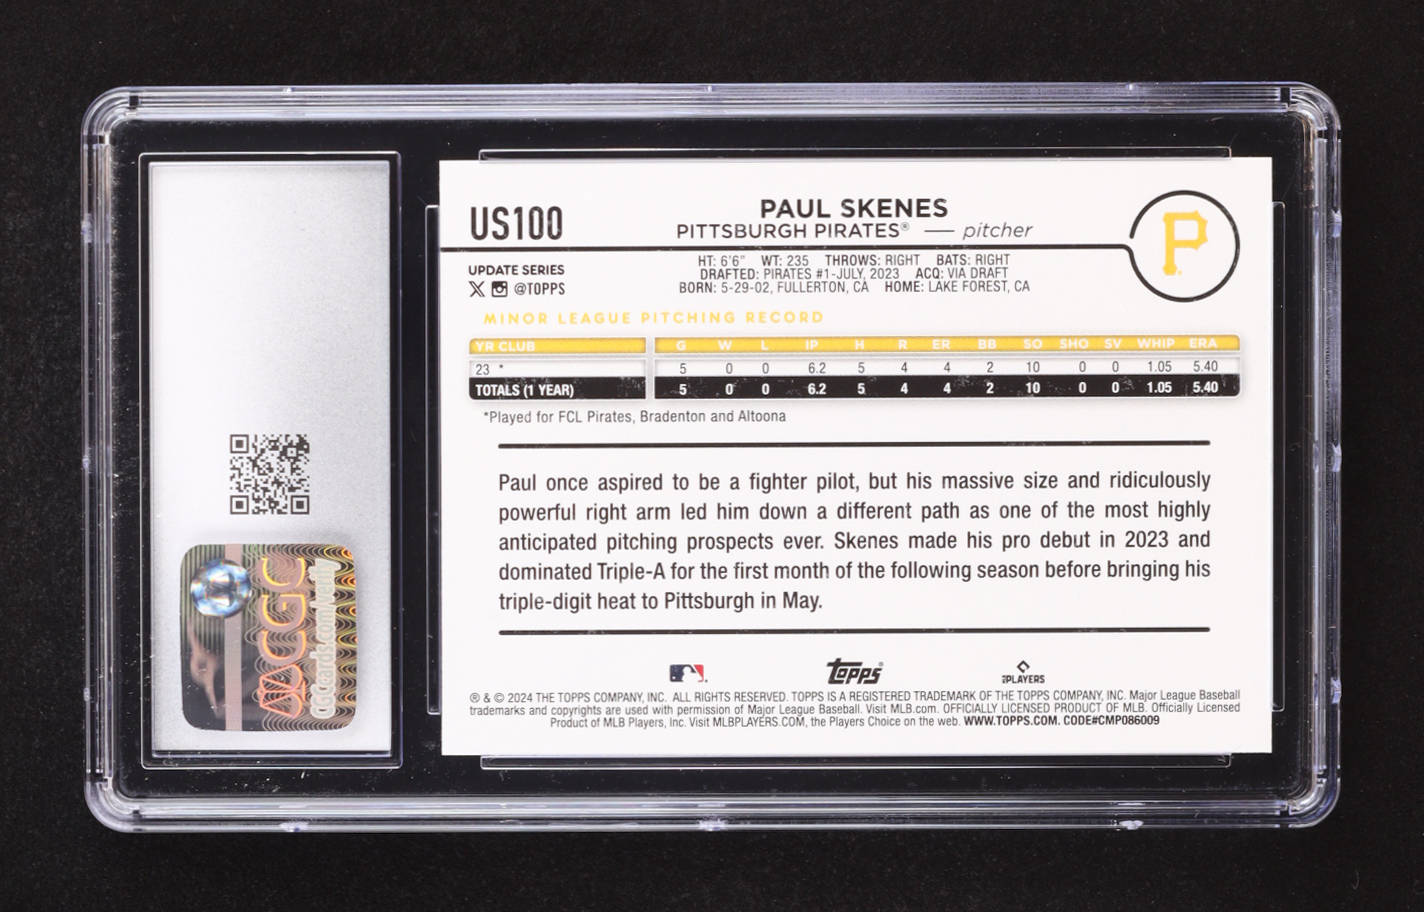 US100
PAUL SKENES
PITTSBURGH PIRATES® — pitcher
P
UPDATE SERIES
@TOPPS
HT: 6'6" WT: 235 THROWS: RIGHT BATS: RIGHT
DRAFTED: PIRATES #1-JULY, 2023 ACQ: VIA DRAFT
BORN: 5-29-02, FULLERTON, CA HOME: LAKE FOREST, CA
MINOR LEAGUE PITCHING RECORD
YR CLUB G W L IP H R ER BB SO SHO SV WHIP ERA
23 * 5 0 0 6.2 5 4 4 2 10 0 0 1.05 5.40
TOTALS (1 YEAR) 5 0 0 6.2 5 4 4 2 10 0 0 1.05 5.40
*Played for FCL Pirates, Bradenton and Altoona
Paul once aspired to be a fighter pilot, but his massive size and ridiculously
powerful right arm led him down a different path as one of the most highly
anticipated pitching prospects ever. Skenes made his pro debut in 2023 and
dominated Triple-A for the first month of the following season before bringing his
triple-digit heat to Pittsburgh in May.
topps®
PLAYERS
® & © 2024 THE TOPPS COMPANY, INC. ALL RIGHTS RESERVED. TOPPS IS A REGISTERED TRADEMARK OF THE TOPPS COMPANY, INC. Major League Baseball
trademarks and copyrights are used with permission of Major League Baseball. Visit MLB.com. OFFICIALLY LICENSED PRODUCT OF MLB. Officially Licensed
Product of MLB Players, Inc. Visit MLBPLAYERS.COM, the Players Choice on the web. WWW.TOPPS.COM. CODE#CMP086009
CGC
CGCcards.com/verify